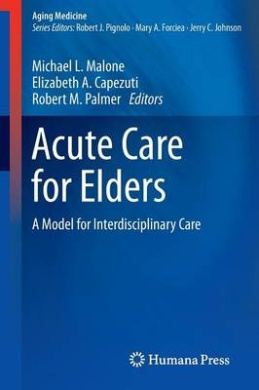 Aging Medicine
Series Editors: Robert J. Pignolo · Mary A. Forciea · Jerry C. Johnson
Michael L. Malone
Elizabeth A. Capezuti
Robert M. Palmer Editors
Acute Care
for Elders
A Model for Interdisciplinary Care
Humana Press